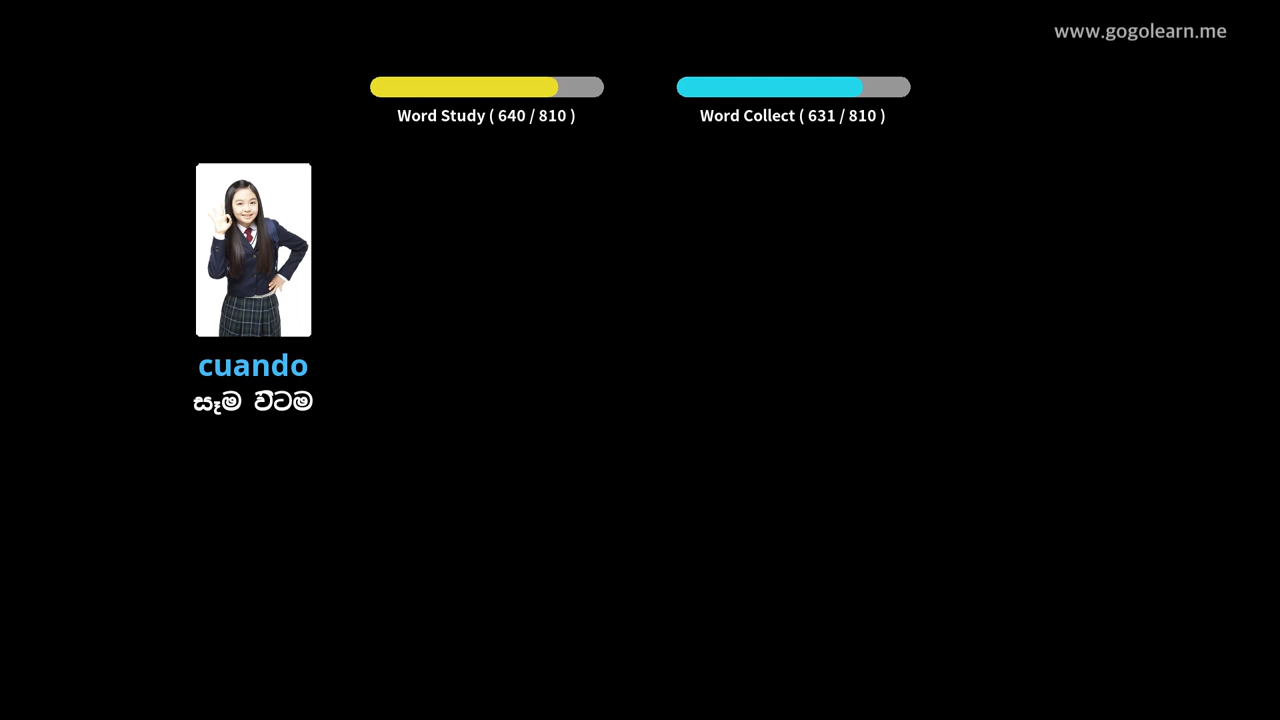 www.gogolearn.me
Word Study ( 640 / 810 )
Word Collect ( 631 / 810 )
cuando
සෑම විටම